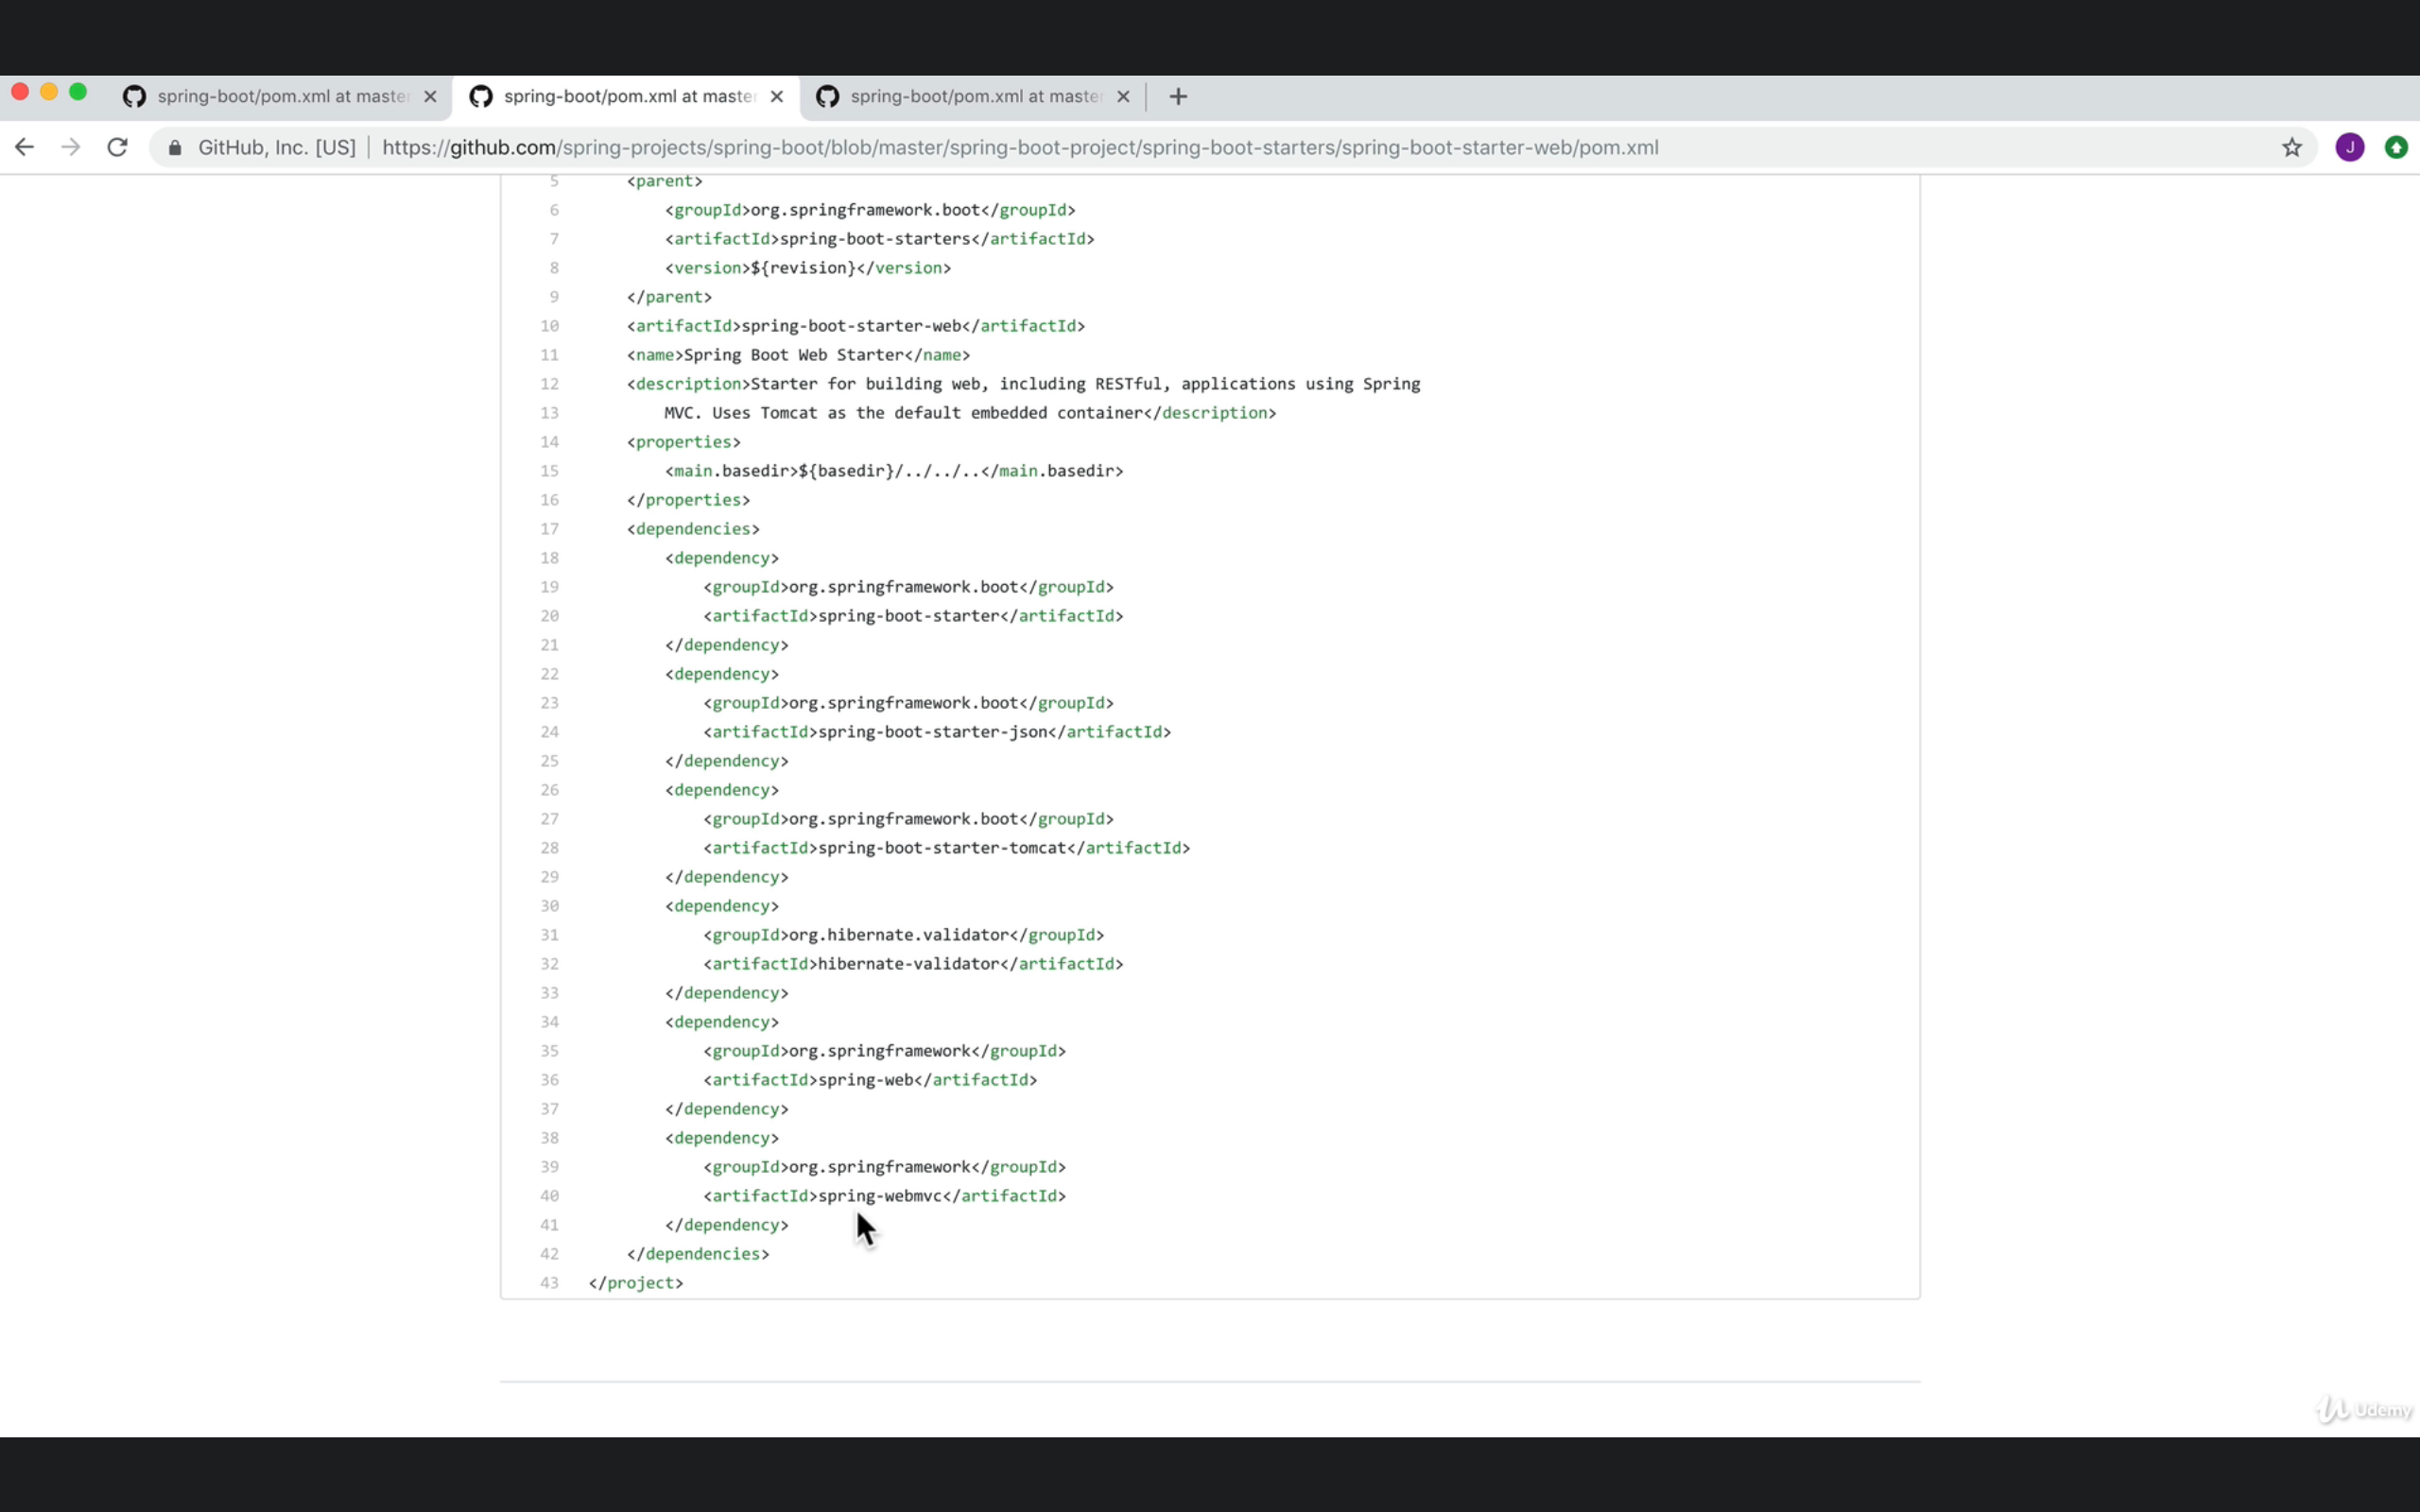 spring-boot/pom.xml at master
spring-boot/pom.xml at master
spring-boot/pom.xml at master
GitHub, Inc. [US] https://github.com/spring-projects/spring-boot/blob/master/spring-boot-project/spring-boot-starters/spring-boot-starter-web/pom.xml
J
5 <parent>
6 <groupId>org.springframework.boot</groupId>
7 <artifactId>spring-boot-starters</artifactId>
8 <version>${revision}</version>
9 </parent>
10 <artifactId>spring-boot-starter-web</artifactId>
11 <name>Spring Boot Web Starter</name>
12 <description>Starter for building web, including RESTful, applications using Spring
13 MVC. Uses Tomcat as the default embedded container</description>
14 <properties>
15 <main.basedir>${basedir}/../../..</main.basedir>
16 </properties>
17 <dependencies>
18 <dependency>
19 <groupId>org.springframework.boot</groupId>
20 <artifactId>spring-boot-starter</artifactId>
21 </dependency>
22 <dependency>
23 <groupId>org.springframework.boot</groupId>
24 <artifactId>spring-boot-starter-json</artifactId>
25 </dependency>
26 <dependency>
27 <groupId>org.springframework.boot</groupId>
28 <artifactId>spring-boot-starter-tomcat</artifactId>
29 </dependency>
30 <dependency>
31 <groupId>org.hibernate.validator</groupId>
32 <artifactId>hibernate-validator</artifactId>
33 </dependency>
34 <dependency>
35 <groupId>org.springframework</groupId>
36 <artifactId>spring-web</artifactId>
37 </dependency>
38 <dependency>
39 <groupId>org.springframework</groupId>
40 <artifactId>spring-webmvc</artifactId>
41 </dependency>
42 </dependencies>
43 </project>
Udemy